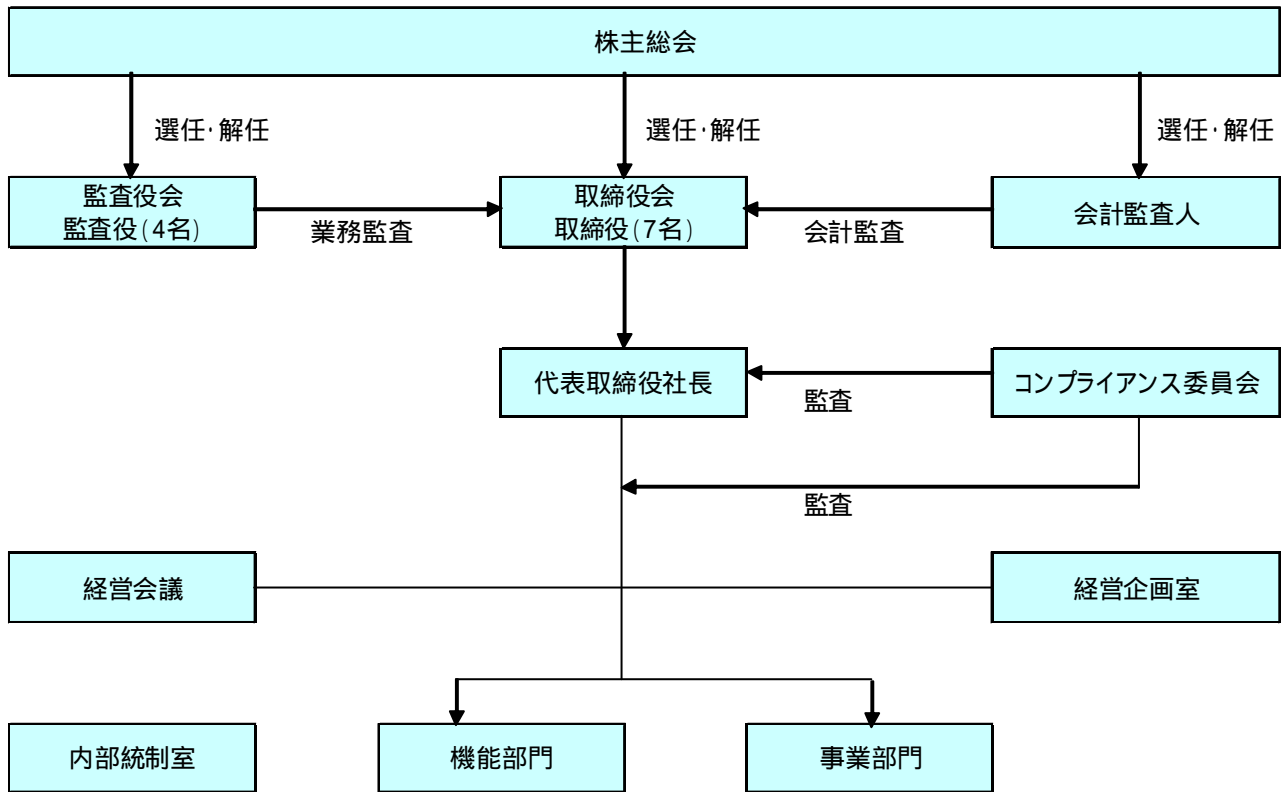 株主総会
選任・解任
選任・解任
選任・解任
監査役会
監査役(4名)
業務監査
取締役会
取締役(7名)
会計監査
会計監査人
代表取締役社長
監査
コンプライアンス委員会
監査
経営会議
経営企画室
内部統制室
機能部門
事業部門